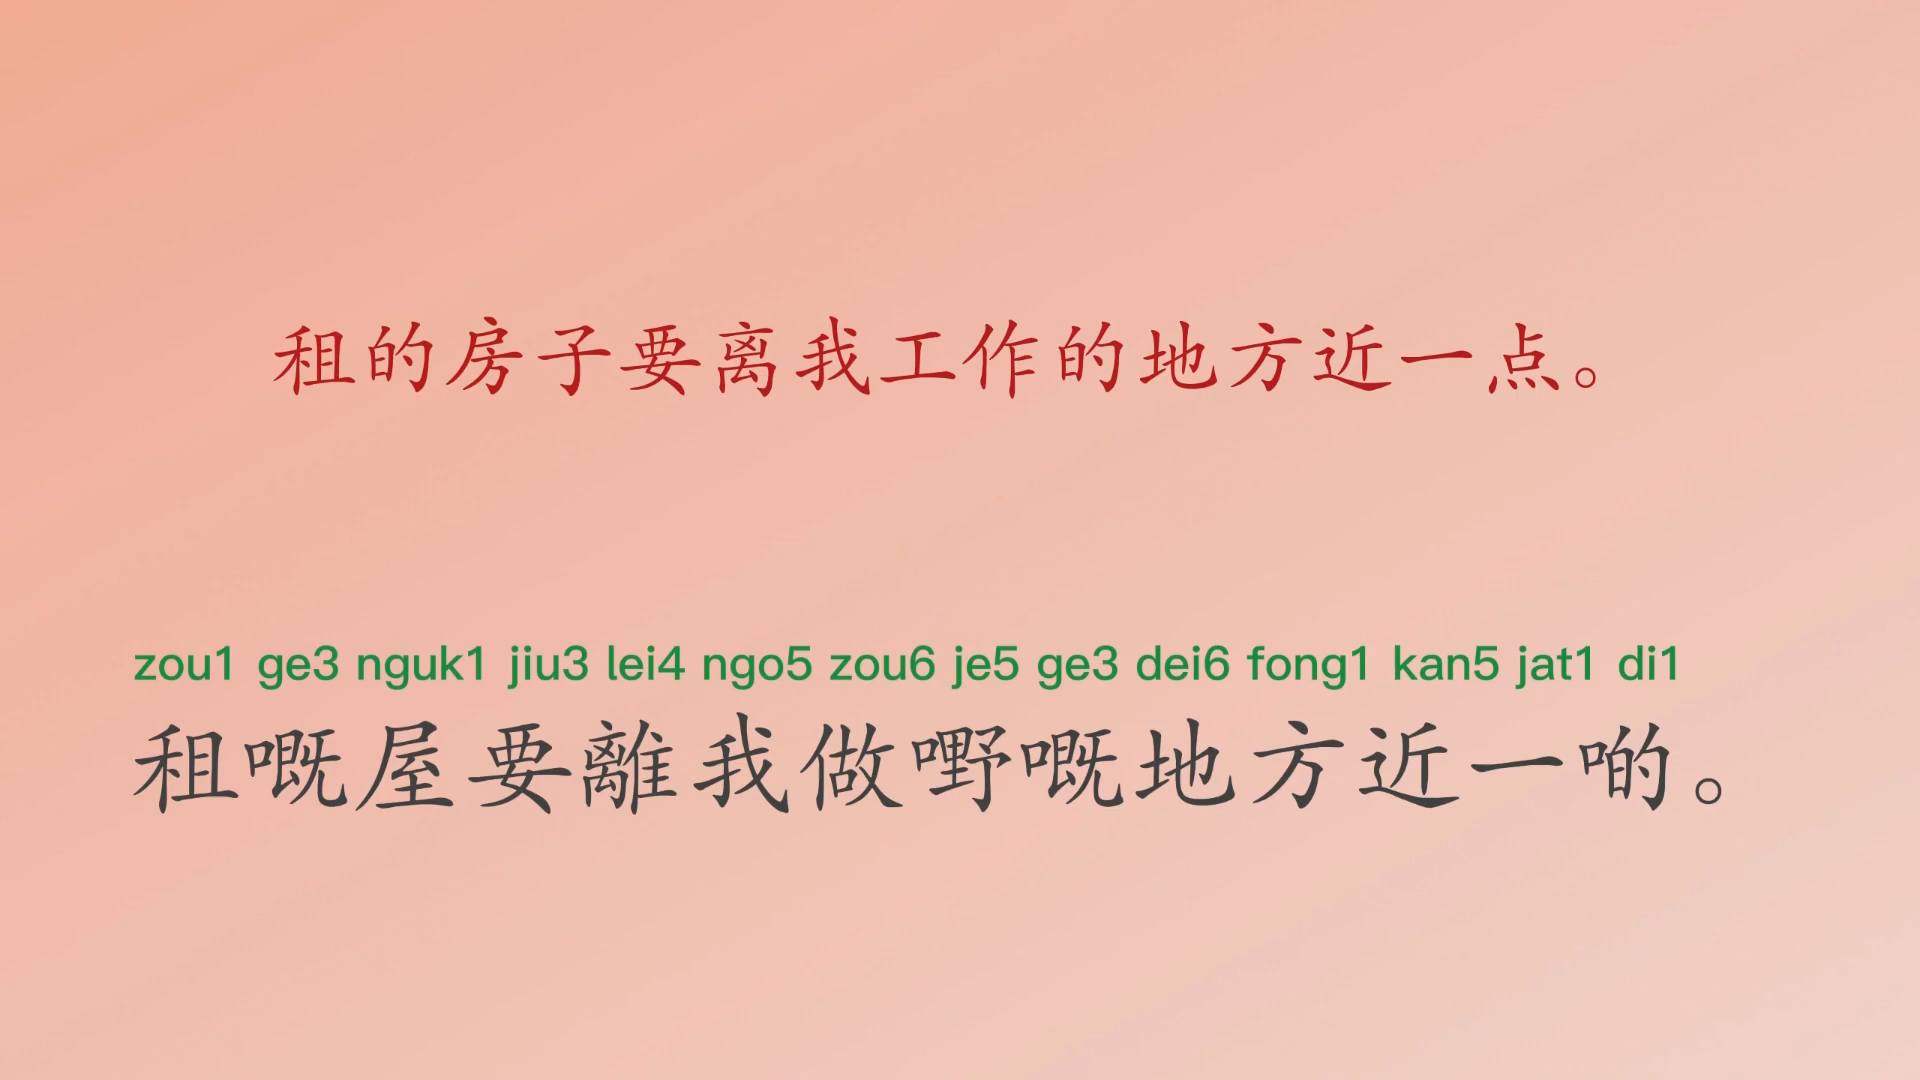 租的房子要离我工作的地方近一点。
zou1 ge3 nguk1 jiu3 lei4 ngo5 zou6 je5 ge3 dei6 fong1 kan5 jat1 di1
租嘅屋要離我做嘢嘅地方近一啲。